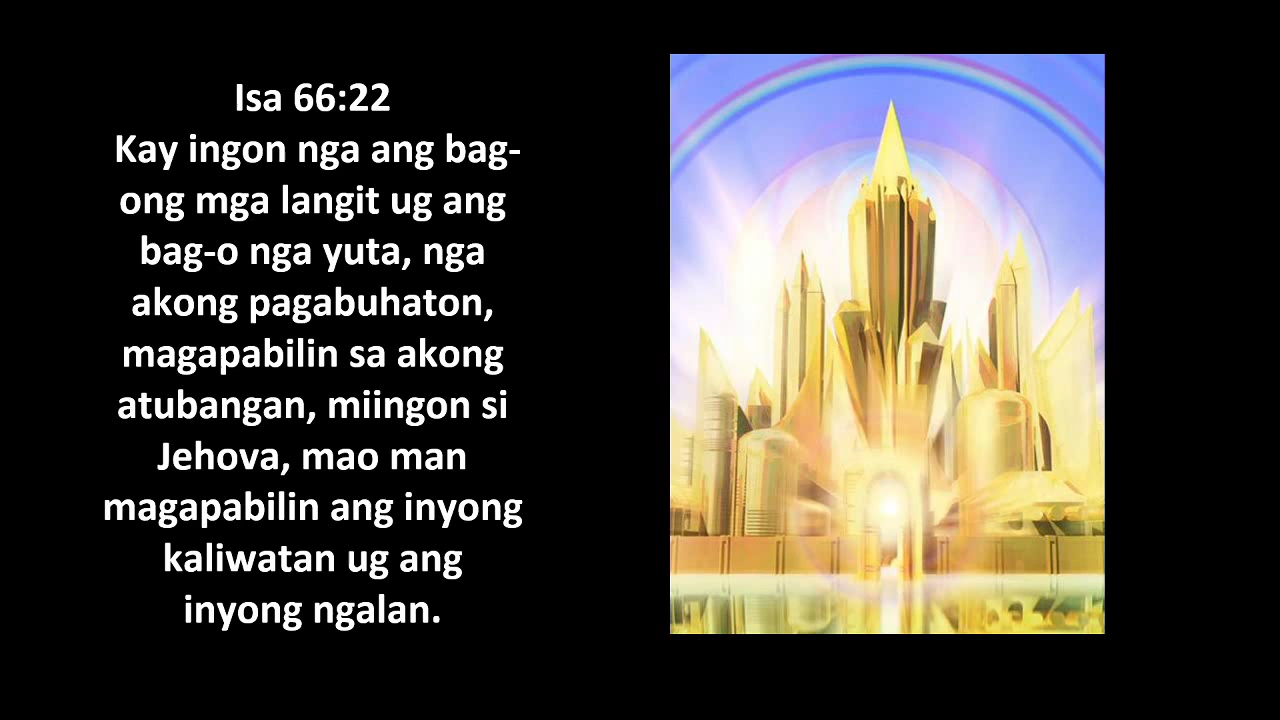 Isa 66:22
Kay ingon nga ang bag-
ong mga langit ug ang
bag-o nga yuta, nga
akong pagabuhaton,
magapabilin sa akong
atubangan, miingon si
Jehova, mao man
magapabilin ang inyong
kaliwatan ug ang
inyong ngalan.